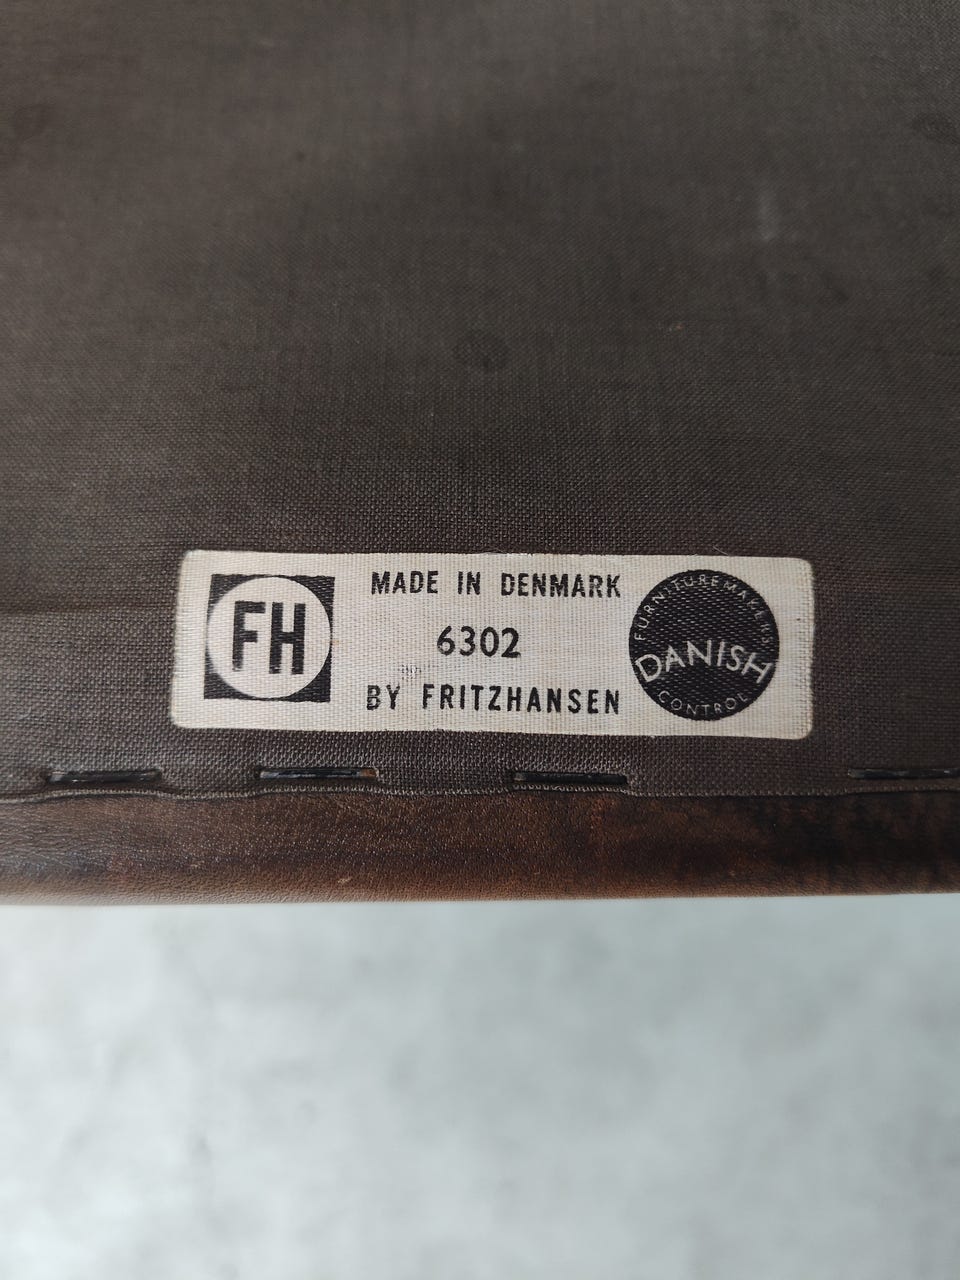 FH
MADE IN DENMARK
6302
BY FRITZHANSEN
FURNITUREMAKERS
DANISH
CONTROL